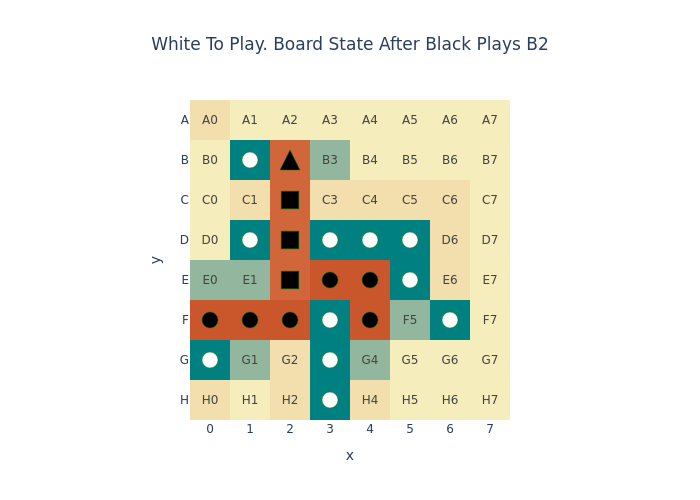 White To Play. Board State After Black Plays B2
A A0 A1 A2 A3 A4 A5 A6 A7
B B0 B3 B4 B5 B6 B7
C C0 C1 C3 C4 C5 C6 C7
D D0 D6 D7
E E0 E1 E6 E7
F F5 F7
G G1 G2 G4 G5 G6 G7
H H0 H1 H2 H4 H5 H6 H7
0 1 2 3 4 5 6 7
x
y